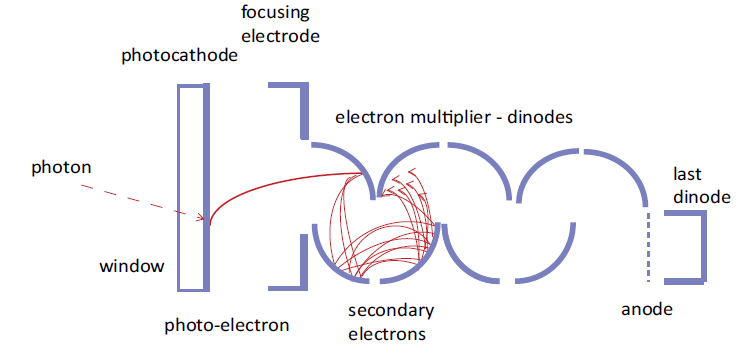 focusing
electrode
photocathode
electron multiplier - dinodes
photon
last
dinode
window
photo-electron
secondary
electrons
anode